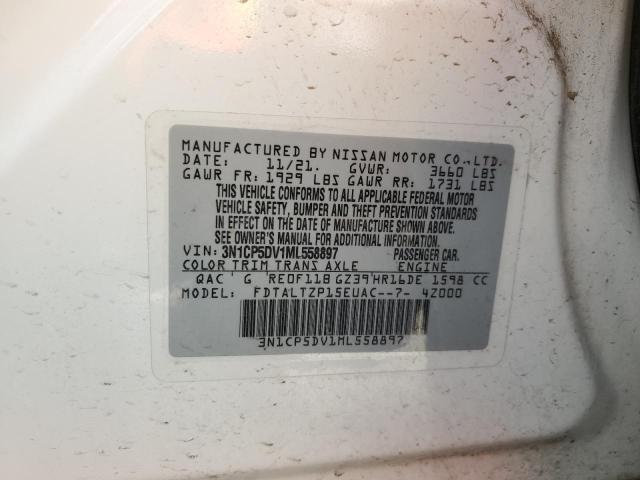 MANUFACTURED BY NISSAN MOTOR CO.,LTD.
DATE: 11/21. GVWR: 3660 LBS
GAWR FR: 1929 LBS GAWR RR: 1731 LBS
THIS VEHICLE CONFORMS TO ALL APPLICABLE FEDERAL MOTOR
VEHICLE SAFETY, BUMPER AND THEFT PREVENTION STANDARDS
IN EFFECT ON THE DATE OF MANUFACTURE SHOWN ABOVE.
SEE OWNER'S MANUAL FOR ADDITIONAL INFORMATION.
VIN: 3N1CP5DV1ML558897 PASSENGER CAR.
COLOR TRIM TRANS AXLE ENGINE
QAC ' G ' RE0F11B GZ39'HR16DE 1598 CC
MODEL: FDTALTZP15EUAC--7- 4Z000
3N1CP5DV1ML558897